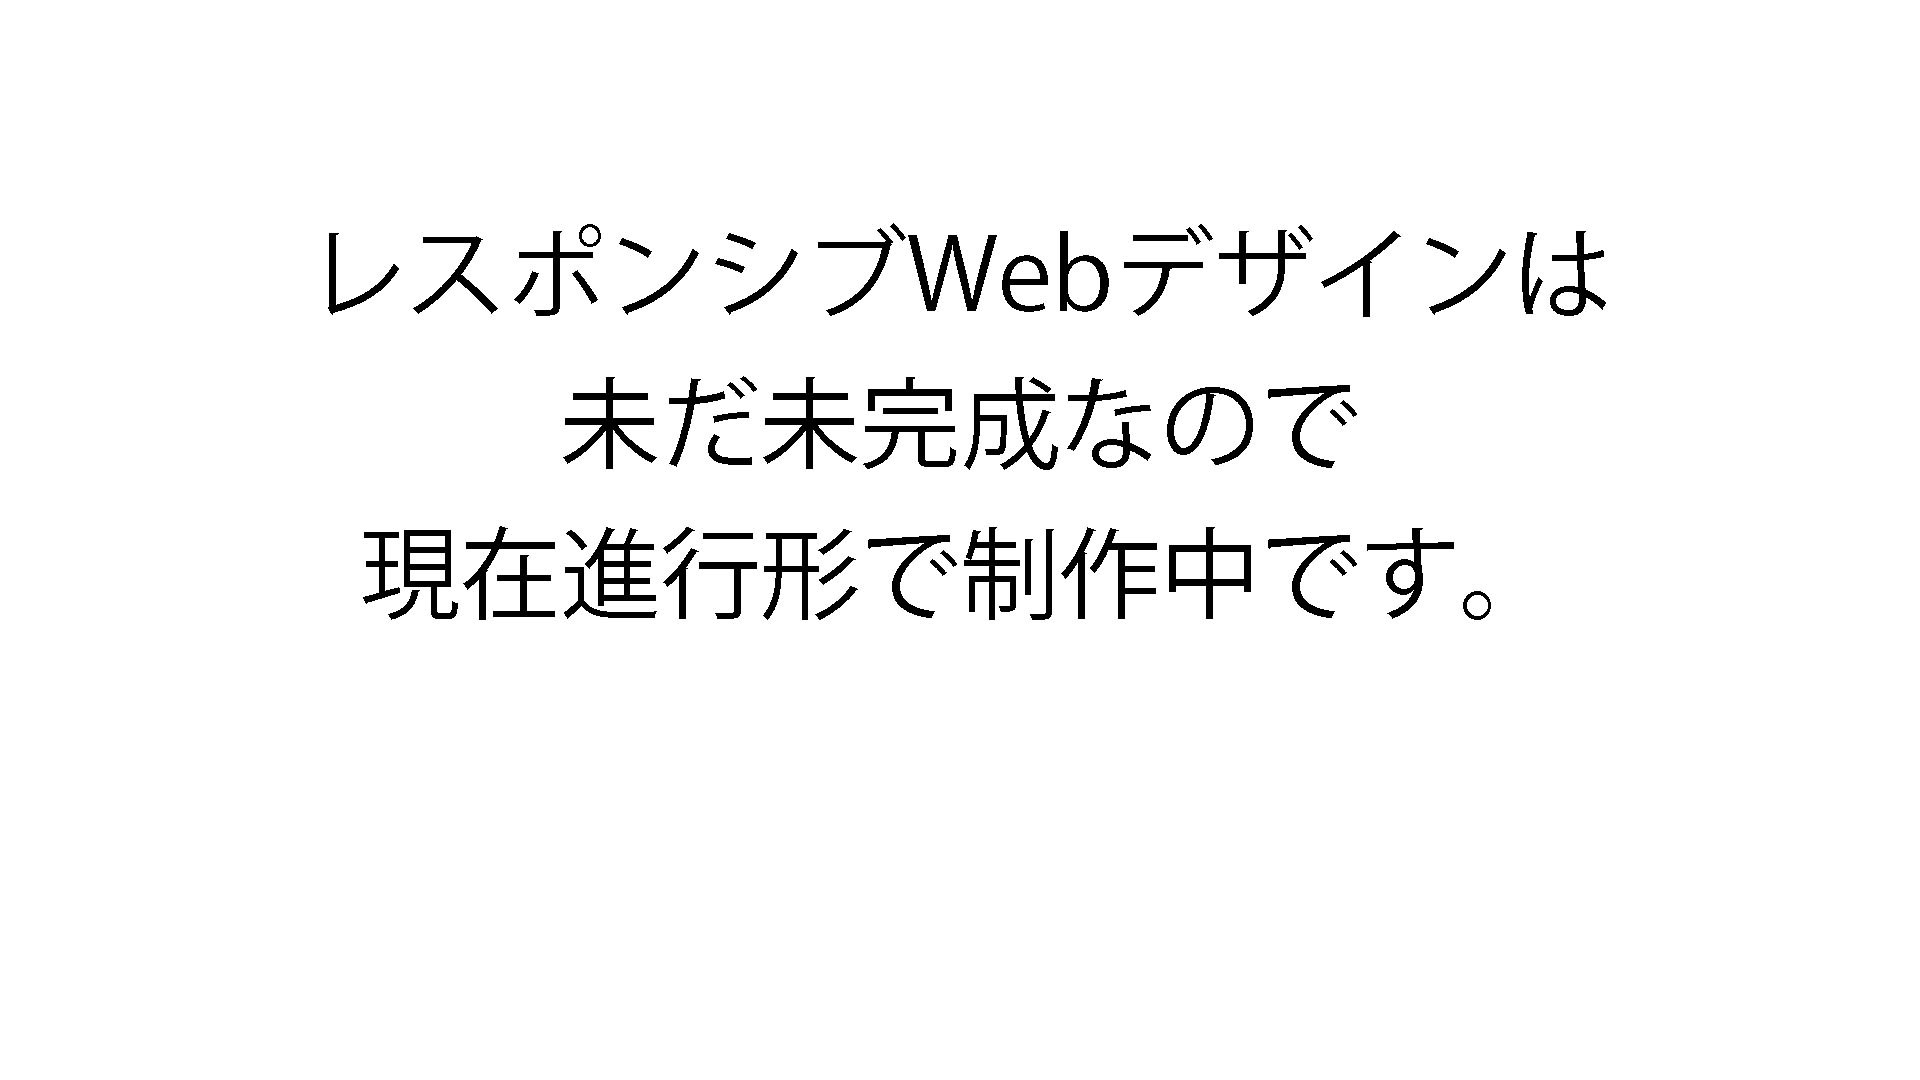 レスポンシブWebデザインは
未だ未完成なので
現在進行形で制作中です。